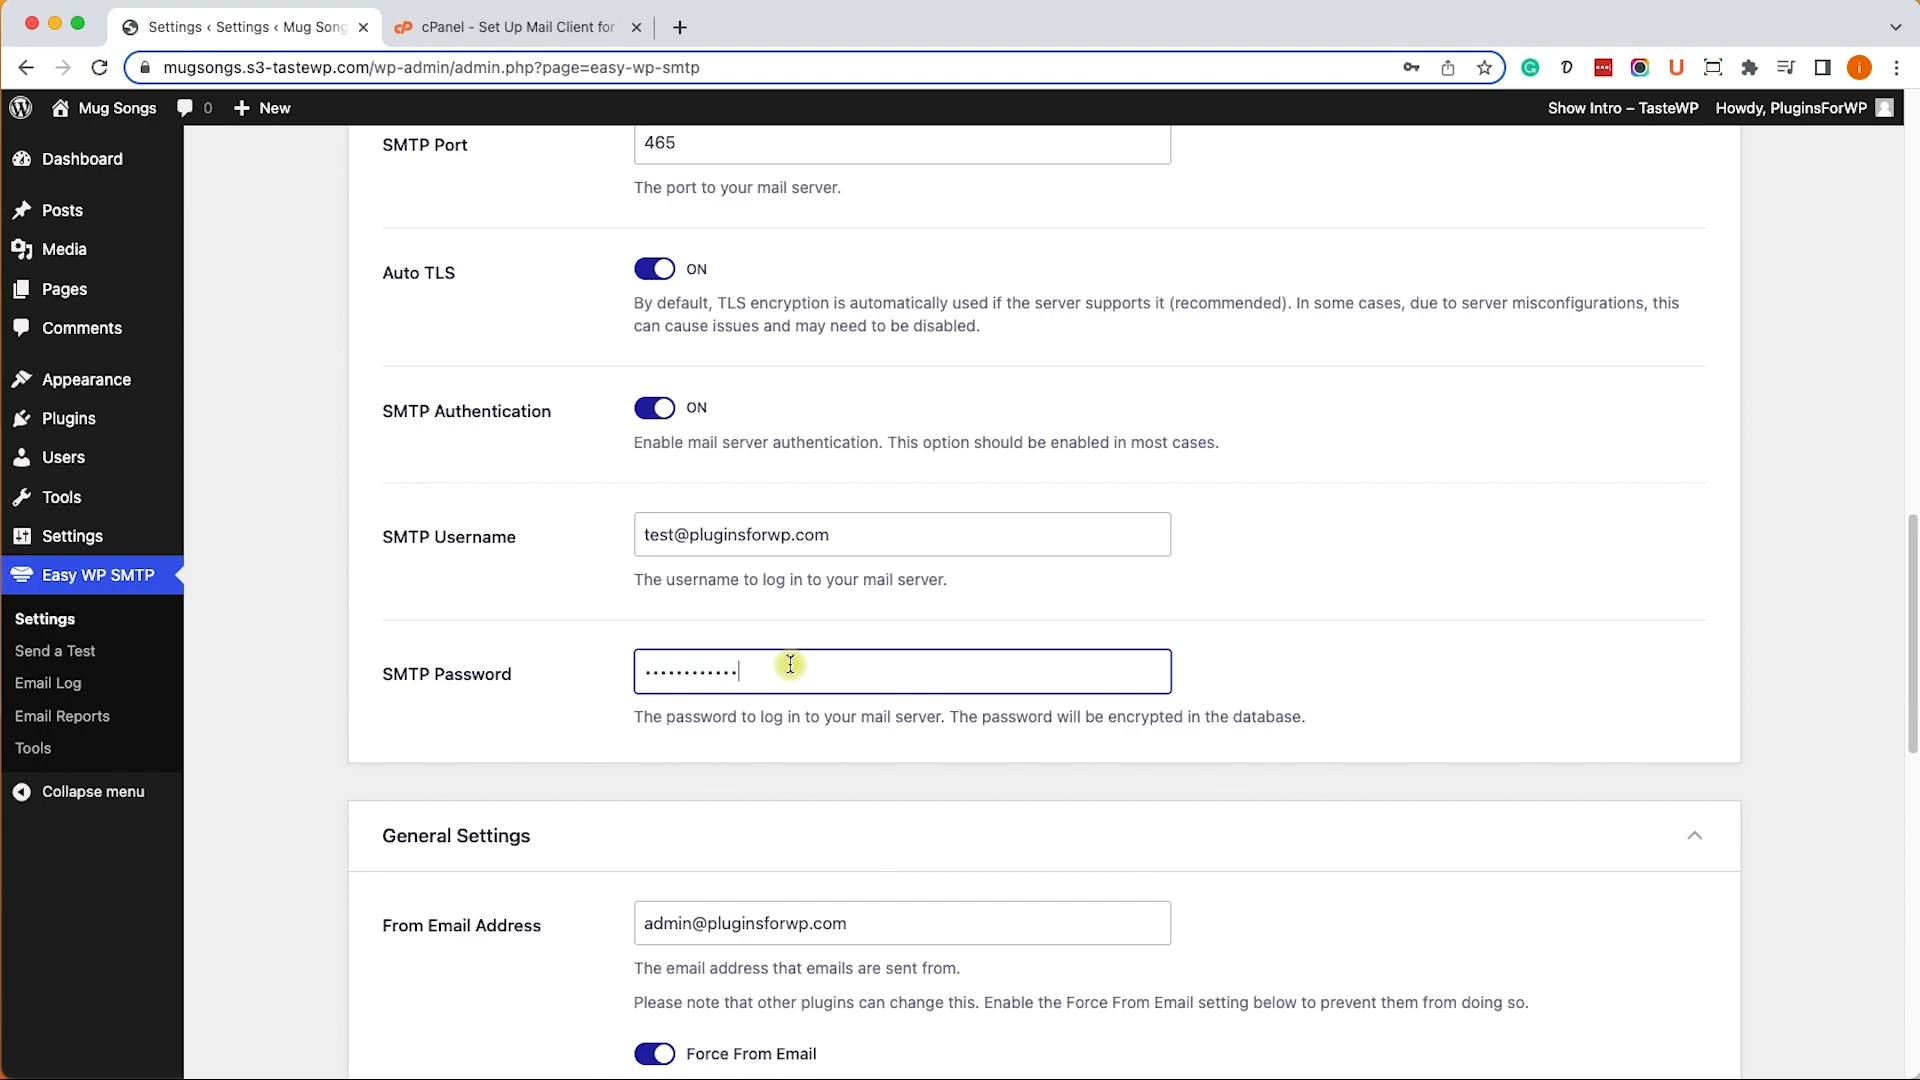 Settings ‹ Settings ‹ Mug Song
cPanel - Set Up Mail Client for
mugsongs.s3-tastewp.com/wp-admin/admin.php?page=easy-wp-smtp
Mug Songs
0
New
Show Intro – TasteWP
Howdy, PluginsForWP
Dashboard
Posts
Media
Pages
Comments
Appearance
Plugins
Users
Tools
Settings
Easy WP SMTP
Settings
Send a Test
Email Log
Email Reports
Tools
Collapse menu
SMTP Port
465
The port to your mail server.
Auto TLS
ON
By default, TLS encryption is automatically used if the server supports it (recommended). In some cases, due to server misconfigurations, this
can cause issues and may need to be disabled.
SMTP Authentication
ON
Enable mail server authentication. This option should be enabled in most cases.
SMTP Username
test@pluginsforwp.com
The username to log in to your mail server.
SMTP Password
••••••••••••
The password to log in to your mail server. The password will be encrypted in the database.
General Settings
From Email Address
admin@pluginsforwp.com
The email address that emails are sent from.
Please note that other plugins can change this. Enable the Force From Email setting below to prevent them from doing so.
Force From Email